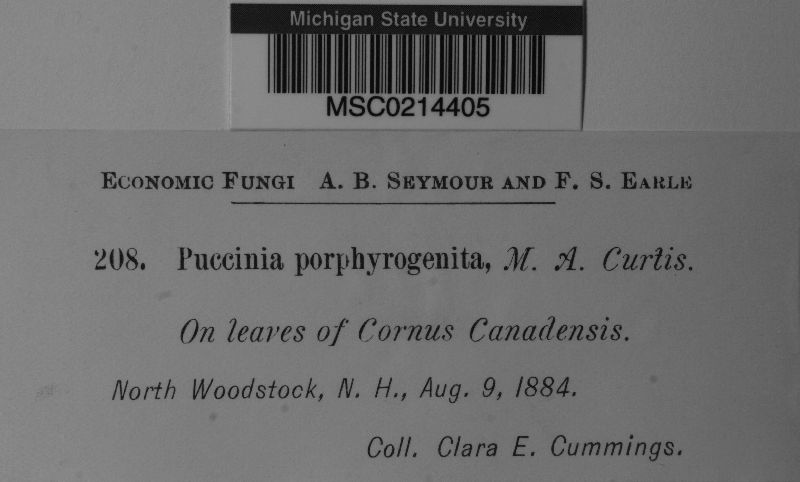 Michigan State University
MSC0214405
Economic Fungi A. B. Seymour and F. S. Earle
208. Puccinia porphyrogenita, M. A. Curtis.
On leaves of Cornus Canadensis.
North Woodstock, N. H., Aug. 9, 1884.
Coll. Clara E. Cummings.